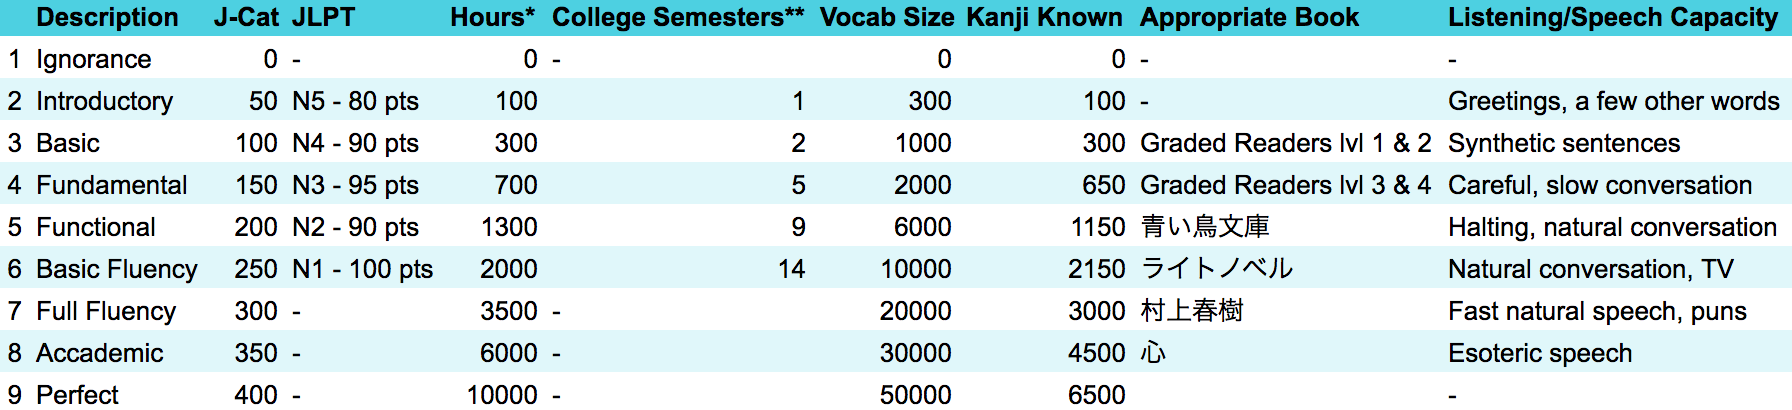 Description J-Cat JLPT Hours* College Semesters** Vocab Size Kanji Known Appropriate Book Listening/Speech Capacity
1 Ignorance 0 - 0 - 0 0 - -
2 Introductory 50 N5 - 80 pts 100 1 300 100 - Greetings, a few other words
3 Basic 100 N4 - 90 pts 300 2 1000 300 Graded Readers lvl 1 & 2 Synthetic sentences
4 Fundamental 150 N3 - 95 pts 700 5 2000 650 Graded Readers lvl 3 & 4 Careful, slow conversation
5 Functional 200 N2 - 90 pts 1300 9 6000 1150 青い鳥文庫 Halting, natural conversation
6 Basic Fluency 250 N1 - 100 pts 2000 14 10000 2150 ライトノベル Natural conversation, TV
7 Full Fluency 300 - 3500 - 20000 3000 村上春樹 Fast natural speech, puns
8 Accademic 350 - 6000 - 30000 4500 心 Esoteric speech
9 Perfect 400 - 10000 - 50000 6500 -